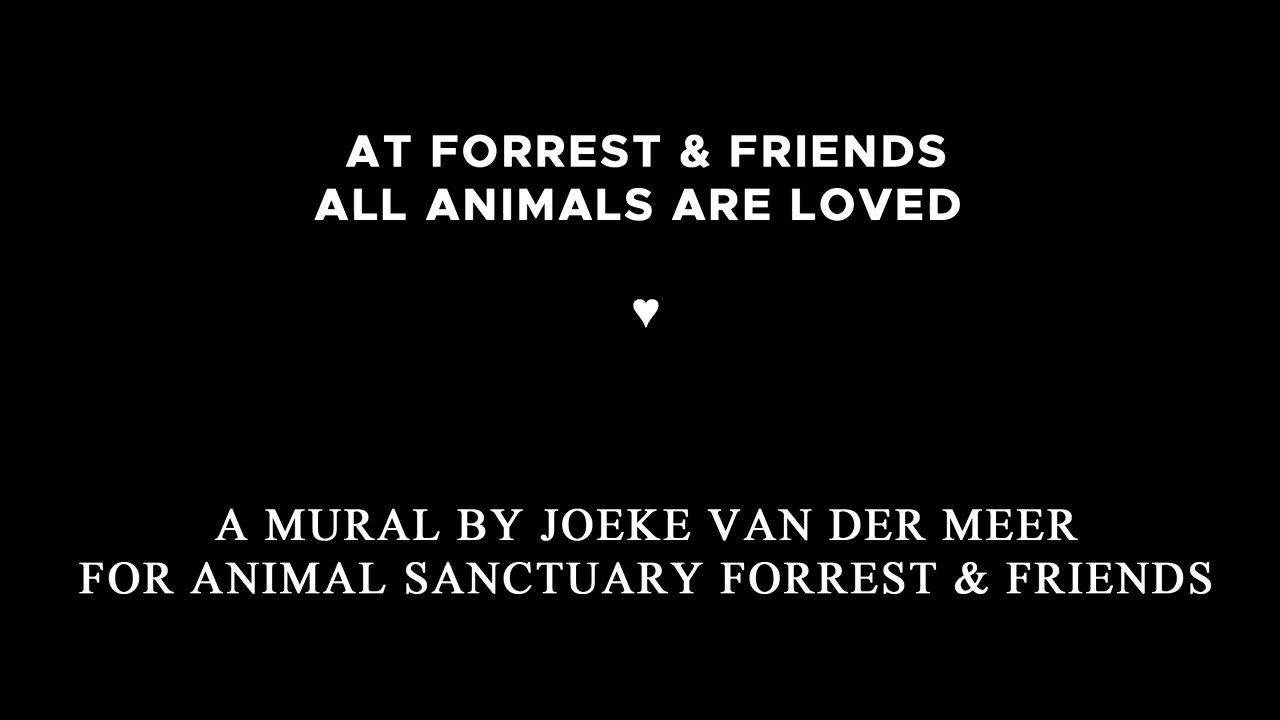 AT FORREST & FRIENDS
ALL ANIMALS ARE LOVED
♥
A MURAL BY JOEKE VAN DER MEER
FOR ANIMAL SANCTUARY FORREST & FRIENDS